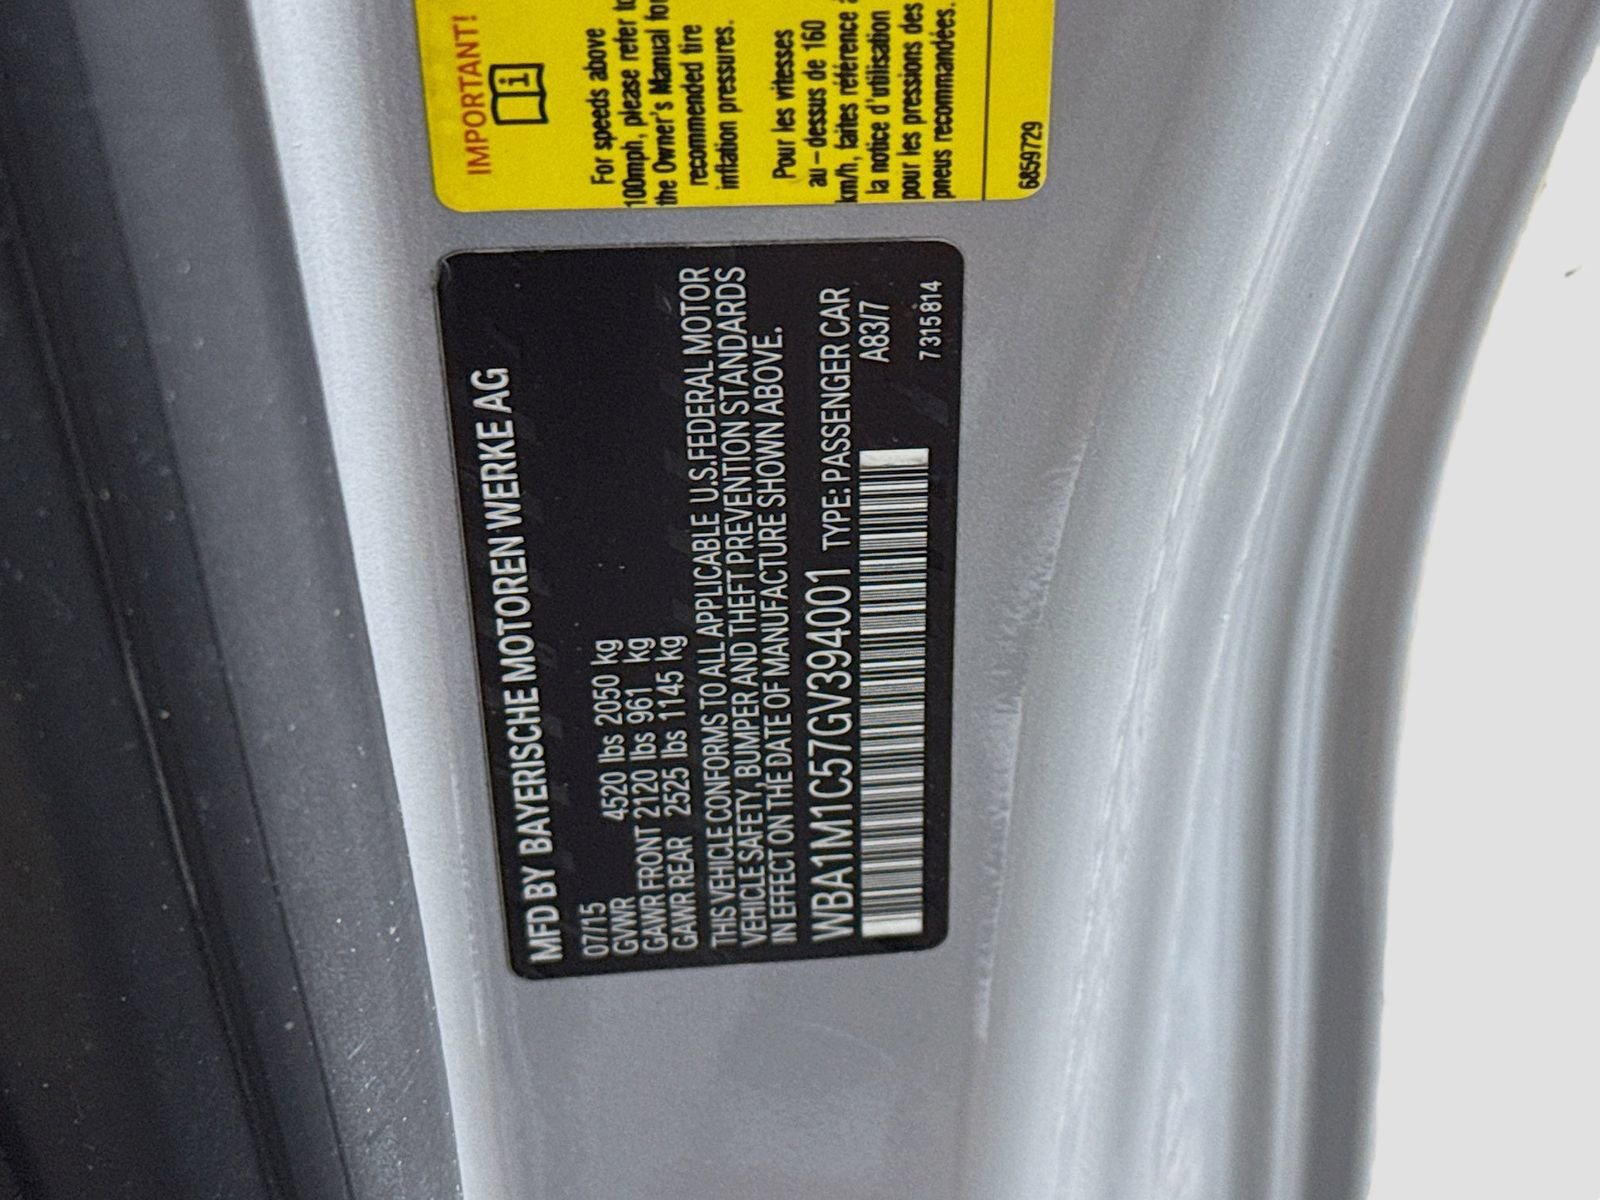 MFD BY BAYERISCHE MOTOREN WERKE AG
07/15
GVWR 4520 lbs 2050 kg
GAWR FRONT 2120 lbs 961 kg
GAWR REAR 2525 lbs 1145 kg
THIS VEHICLE CONFORMS TO ALL APPLICABLE U.S. FEDERAL MOTOR
VEHICLE SAFETY, BUMPER AND THEFT PREVENTION STANDARDS
IN EFFECT ON THE DATE OF MANUFACTURE SHOWN ABOVE.
WBA1M1C57GV394001 TYPE: PASSENGER CAR
A83/7
7315814
IMPORTANT!
i
For speeds above
100mph, please refer to
the Owner's Manual for
recommended tire
inflation pressures.
Pour les vitesses
au-dessus de 160
km/h, faites référence à
la notice d'utilisation
pour les pressions des
pneus recommandées.
6859729